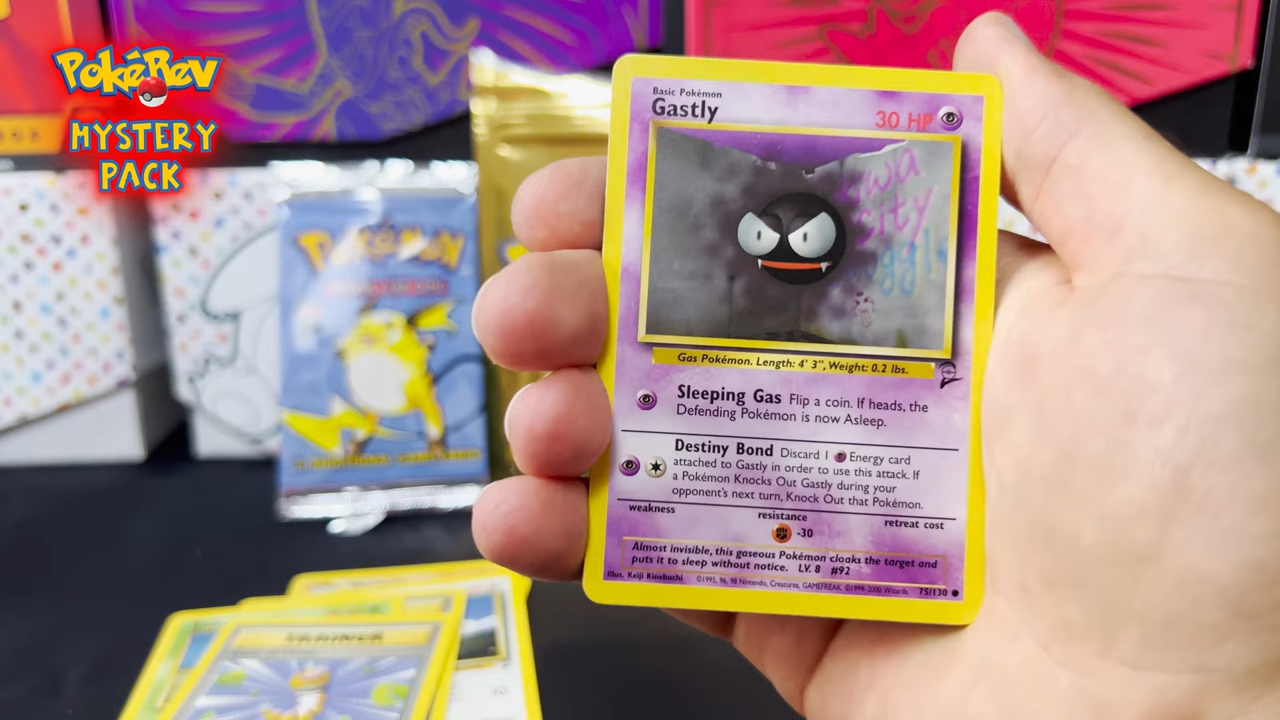 PokéRev
MYSTERY
PACK
Pokémon
Basic Pokémon
Gastly
30 HP
Gas Pokémon. Length: 4' 3", Weight: 0.2 lbs.
Sleeping Gas Flip a coin. If heads, the
Defending Pokémon is now Asleep.
Destiny Bond Discard 1 Energy card
attached to Gastly in order to use this attack. If
a Pokémon Knocks Out Gastly during your
opponent's next turn, Knock Out that Pokémon.
weakness
resistance
retreat cost
-30
Almost invisible, this gaseous Pokémon cloaks the target and
puts it to sleep without notice. LV. 8 #92
Illus. Keiji Kinebuchi
©1995, 96, 98 Nintendo, Creatures, GAMEFREAK. ©1999-2000 Wizards.
75/130
TRAINER